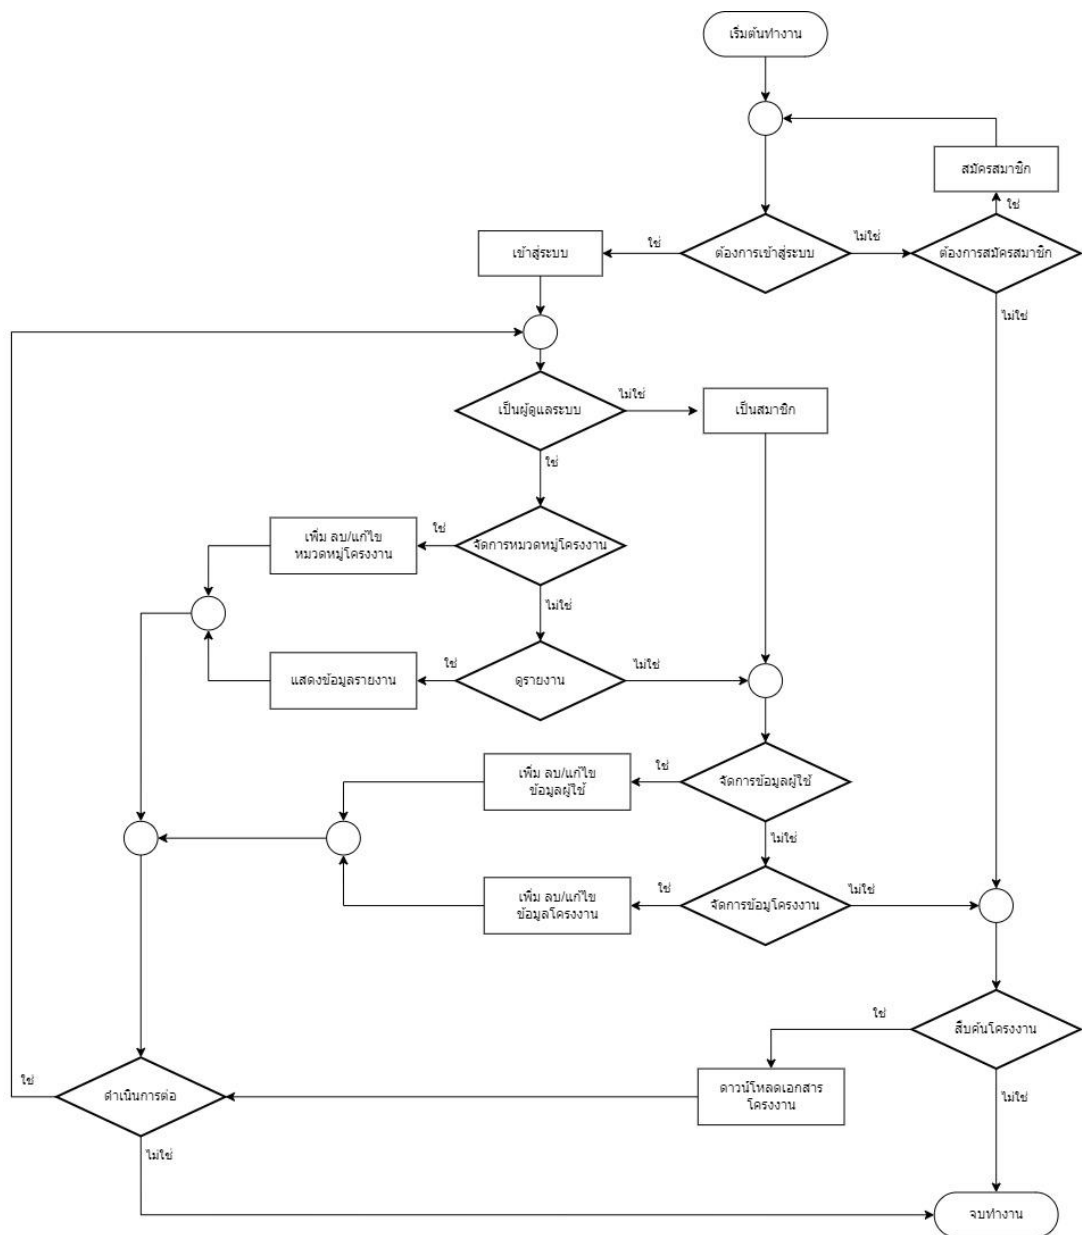 เริ่มต้นทำงาน
สมัครสมาชิก
ใช่
ใช่
ไม่ใช่
เข้าสู่ระบบ
ต้องการเข้าสู่ระบบ
ต้องการสมัครสมาชิก
ไม่ใช่
ไม่ใช่
เป็นผู้ดูแลระบบ
เป็นสมาชิก
ใช่
เพิ่ม ลบ/แก้ไข
หมวดหมู่โครงงาน
ใช่
จัดการหมวดหมู่โครงงาน
ไม่ใช่
แสดงข้อมูลรายงาน
ใช่
ดูรายงาน
ไม่ใช่
เพิ่ม ลบ/แก้ไข
ข้อมูลผู้ใช้
ใช่
จัดการข้อมูลผู้ใช้
ไม่ใช่
เพิ่ม ลบ/แก้ไข
ข้อมูลโครงงาน
ใช่
จัดการข้อมูโครงงาน
ไม่ใช่
ใช่
สืบค้นโครงงาน
ใช่
ดำเนินการต่อ
ดาวน์โหลดเอกสาร
โครงงาน
ไม่ใช่
ไม่ใช่
จบทำงาน